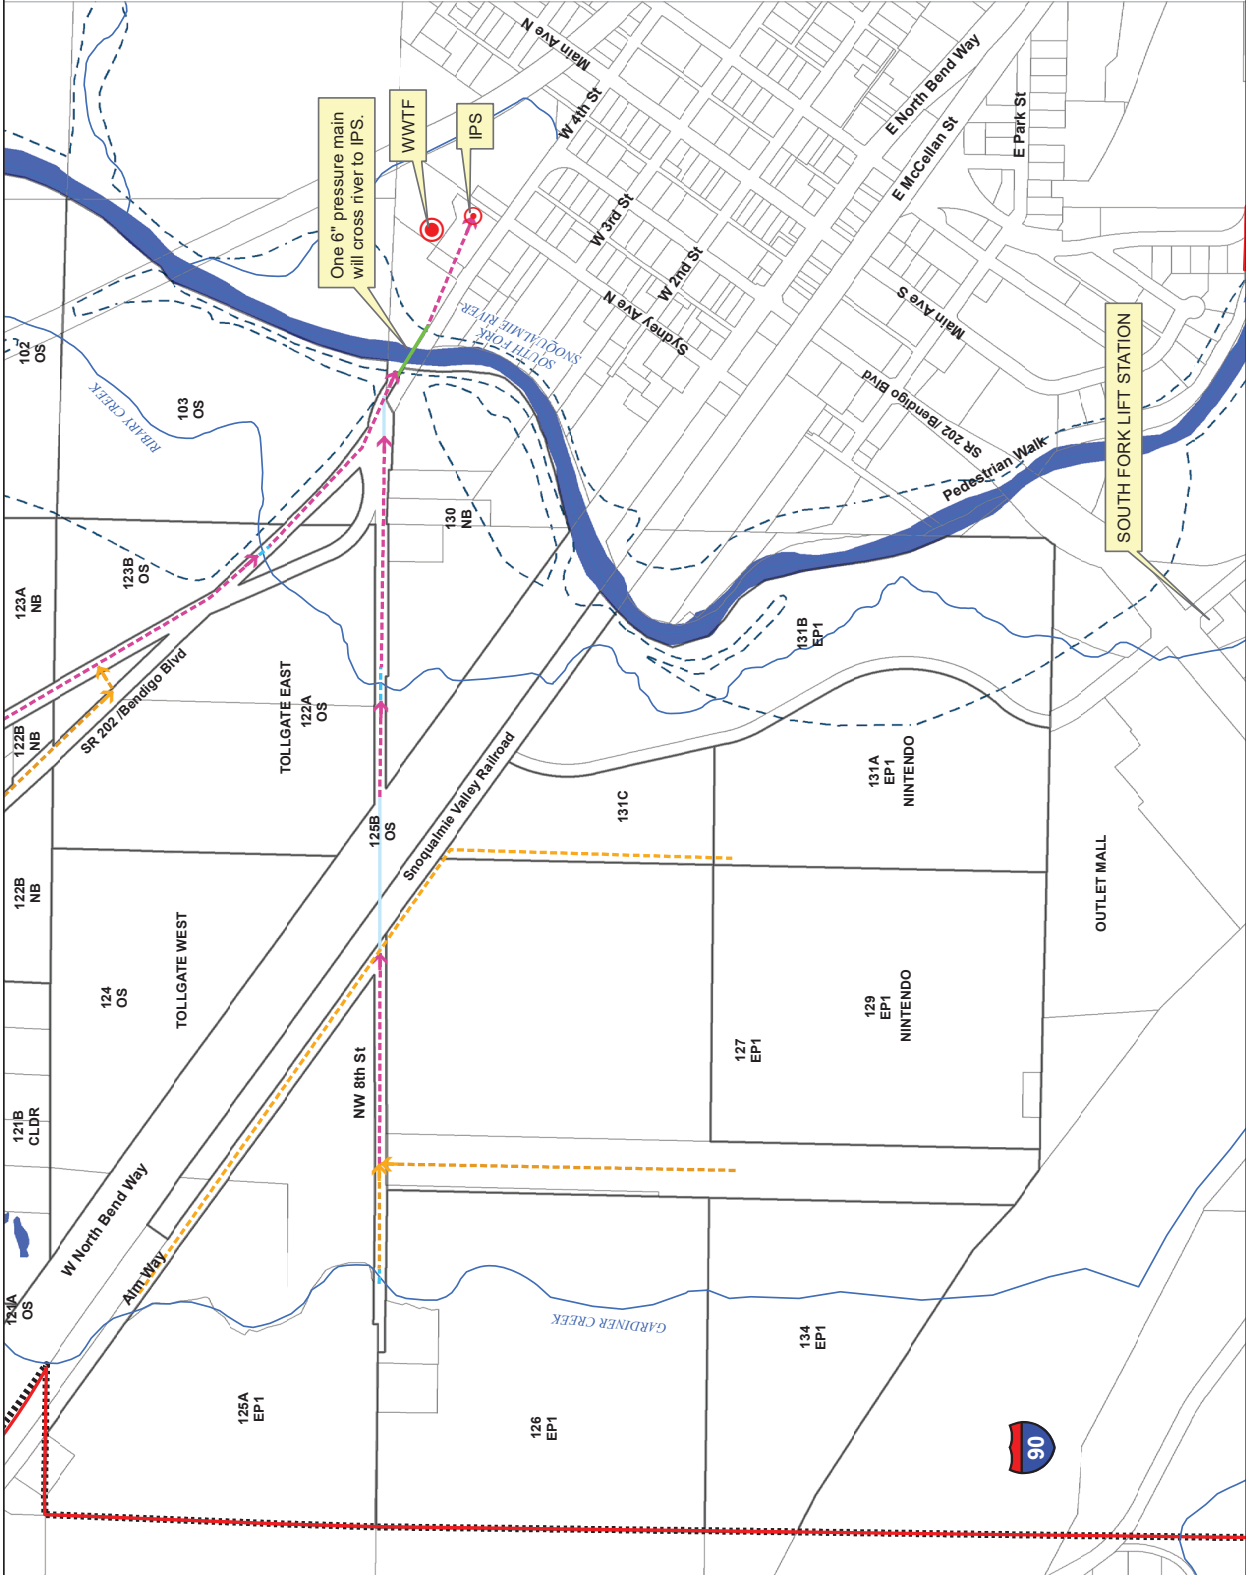 Main Ave N
W 4th St
E North Bend Way
E McCellan St
E Park St
One 6" pressure main
will cross river to IPS.
WWTF
IPS
W 3rd St
W 2nd St
Sydney Ave N
Main Ave S
SOUTH FORK
SNOQUALMIE RIVER
SR 202 /Bendigo Blvd
Pedestrian Walk
SOUTH FORK LIFT STATION
102
OS
103
OS
RIBARY CREEK
123A
NB
123B
OS
130
NB
122B
NB
SR 202 /Bendigo Blvd
TOLLGATE EAST
122A
OS
131B
EP1
131A
EP1
NINTENDO
131C
125B
OS
Snoqualmie Valley Railroad
122B
NB
124
OS
TOLLGATE WEST
OUTLET MALL
129
EP1
NINTENDO
127
EP1
NW 8th St
121B
CLDR
W North Bend Way
Alm Way
121A
OS
GARDINER CREEK
134
EP1
125A
EP1
126
EP1
90